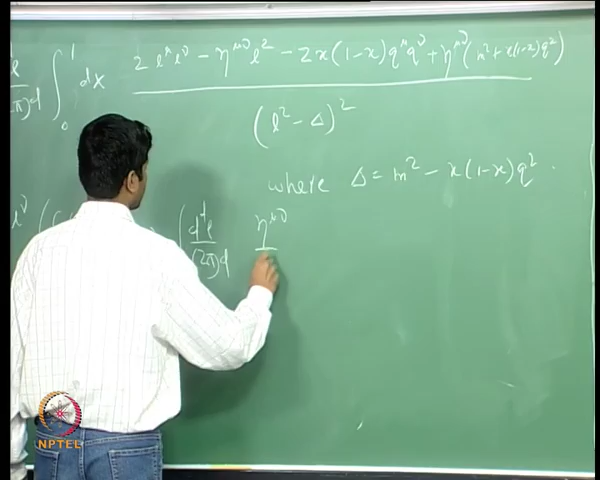 ∫₀¹ dx (2 l^μ l^ν − η^{μν} l² − 2x(1−x) q^μ q^ν + η^{μν} (m² + x(1−x) q²)) / (l² − Δ)²
where Δ = m² − x(1−x) q² .
∫ d^d l / (2π)^d η^{μν}
NPTEL